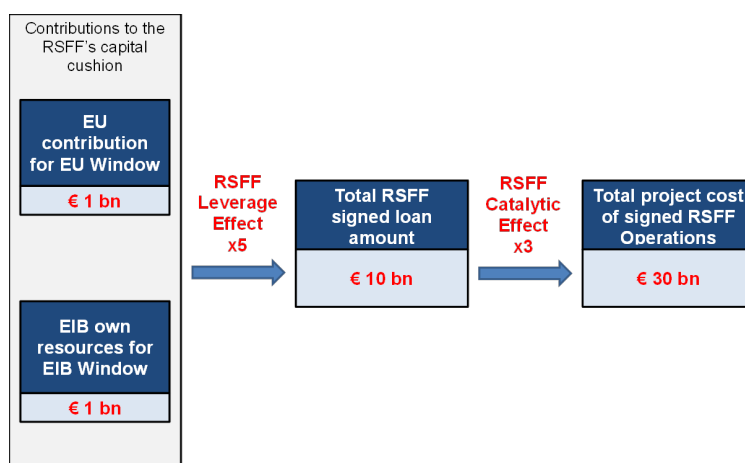 Contributions to the
RSFF's capital
cushion
EU
contribution
for EU Window
€ 1 bn
EIB own
resources for
EIB Window
€ 1 bn
RSFF
Leverage
Effect
x5
Total RSFF
signed loan
amount
€ 10 bn
RSFF
Catalytic
Effect
x3
Total project cost
of signed RSFF
Operations
€ 30 bn